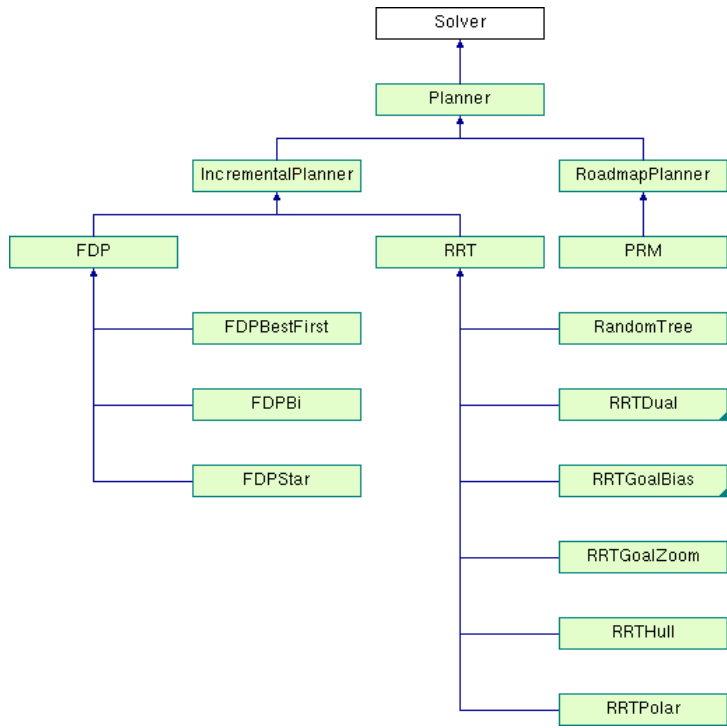 Solver
Planner
IncrementalPlanner
RoadmapPlanner
FDP
RRT
PRM
FDPBestFirst
RandomTree
FDPBi
RRTDual
FDPStar
RRTGoalBias
RRTGoalZoom
RRTHull
RRTPolar